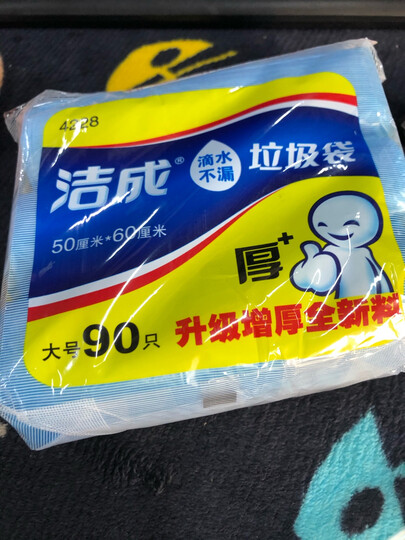 4228
洁成®
滴水
不漏
垃圾袋
50厘米*60厘米
厚+
大号90只
升级增厚全新料